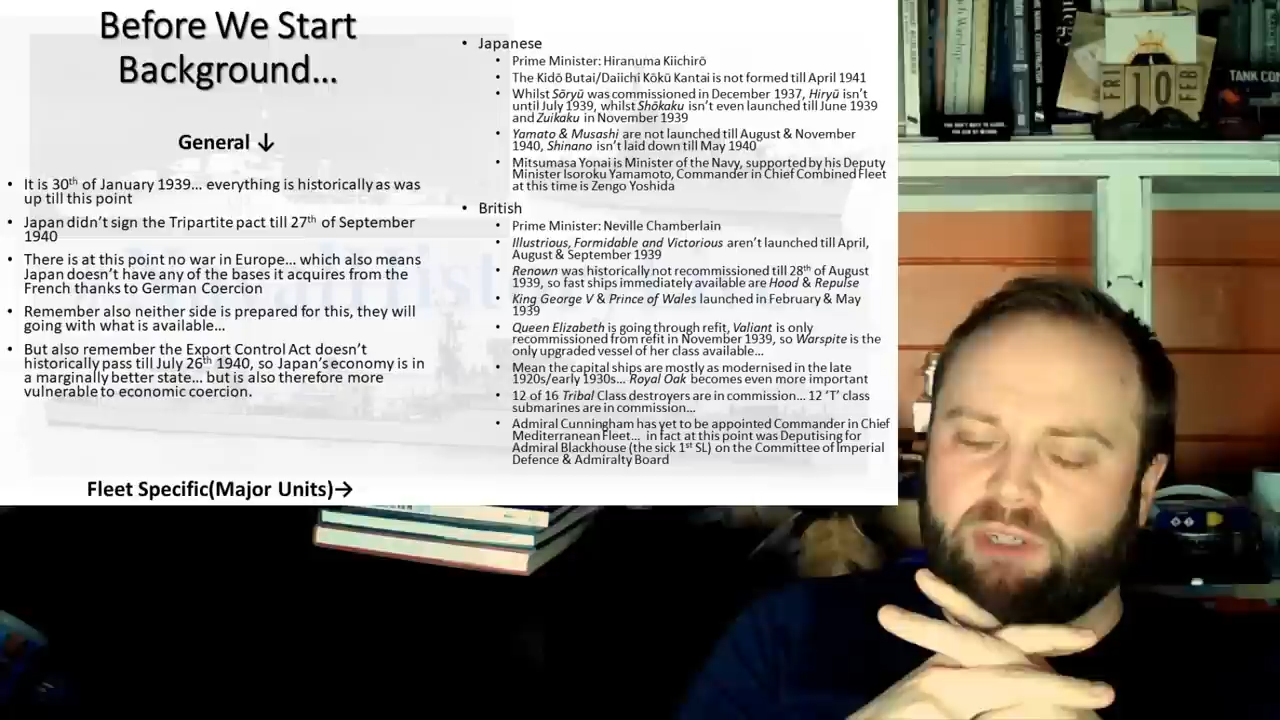 Before We Start
Background…
General ↓
• It is 30th of January 1939… everything is historically as was
up till this point
• Japan didn't sign the Tripartite pact till 27th of September
1940
• There is at this point no war in Europe… which also means
Japan doesn't have any of the bases it acquires from the
French thanks to German Coercion
• Remember also neither side is prepared for this, they will
going with what is available…
• But also remember the Export Control Act doesn't
historically pass till July 26th 1940, so Japan's economy is in
a marginally better state… but is also therefore more
vulnerable to economic coercion.
Fleet Specific(Major Units)→
• Japanese
• Prime Minister: Hiranuma Kiichirō
• The Kidō Butai/Daiichi Kōkū Kantai is not formed till April 1941
• Whilst Sōryū was commissioned in December 1937, Hiryū isn't
until July 1939, whilst Shōkaku isn't even launched till June 1939
and Zuikaku in November 1939
• Yamato & Musashi are not launched till August & November
1940, Shinano isn't laid down till May 1940
• Mitsumasa Yonai is Minister of the Navy, supported by his Deputy
Minister Isoroku Yamamoto, Commander in Chief Combined Fleet
at this time is Zengo Yoshida
• British
• Prime Minister: Neville Chamberlain
• Illustrious, Formidable and Victorious aren't launched till April,
August & September 1939
• Renown was historically not recommissioned till 28th of August
1939, so fast ships immediately available are Hood & Repulse
• King George V & Prince of Wales launched in February & May
1939
• Queen Elizabeth is going through refit, Valiant is only
recommissioned from refit in November 1939, so Warspite is the
only upgraded vessel of her class available…
• Mean the capital ships are mostly as modernised in the late
1920s/early 1930s… Royal Oak becomes even more important
• 12 of 16 Tribal Class destroyers are in commission… 12 'T' class
submarines are in commission…
• Admiral Cunningham has yet to be appointed Commander in Chief
Mediterranean Fleet… in fact at this point was Deputising for
Admiral Blackhouse (the sick 1st SL) on the Committee of Imperial
Defence & Admiralty Board
FRI 10 FEB
TANK CON